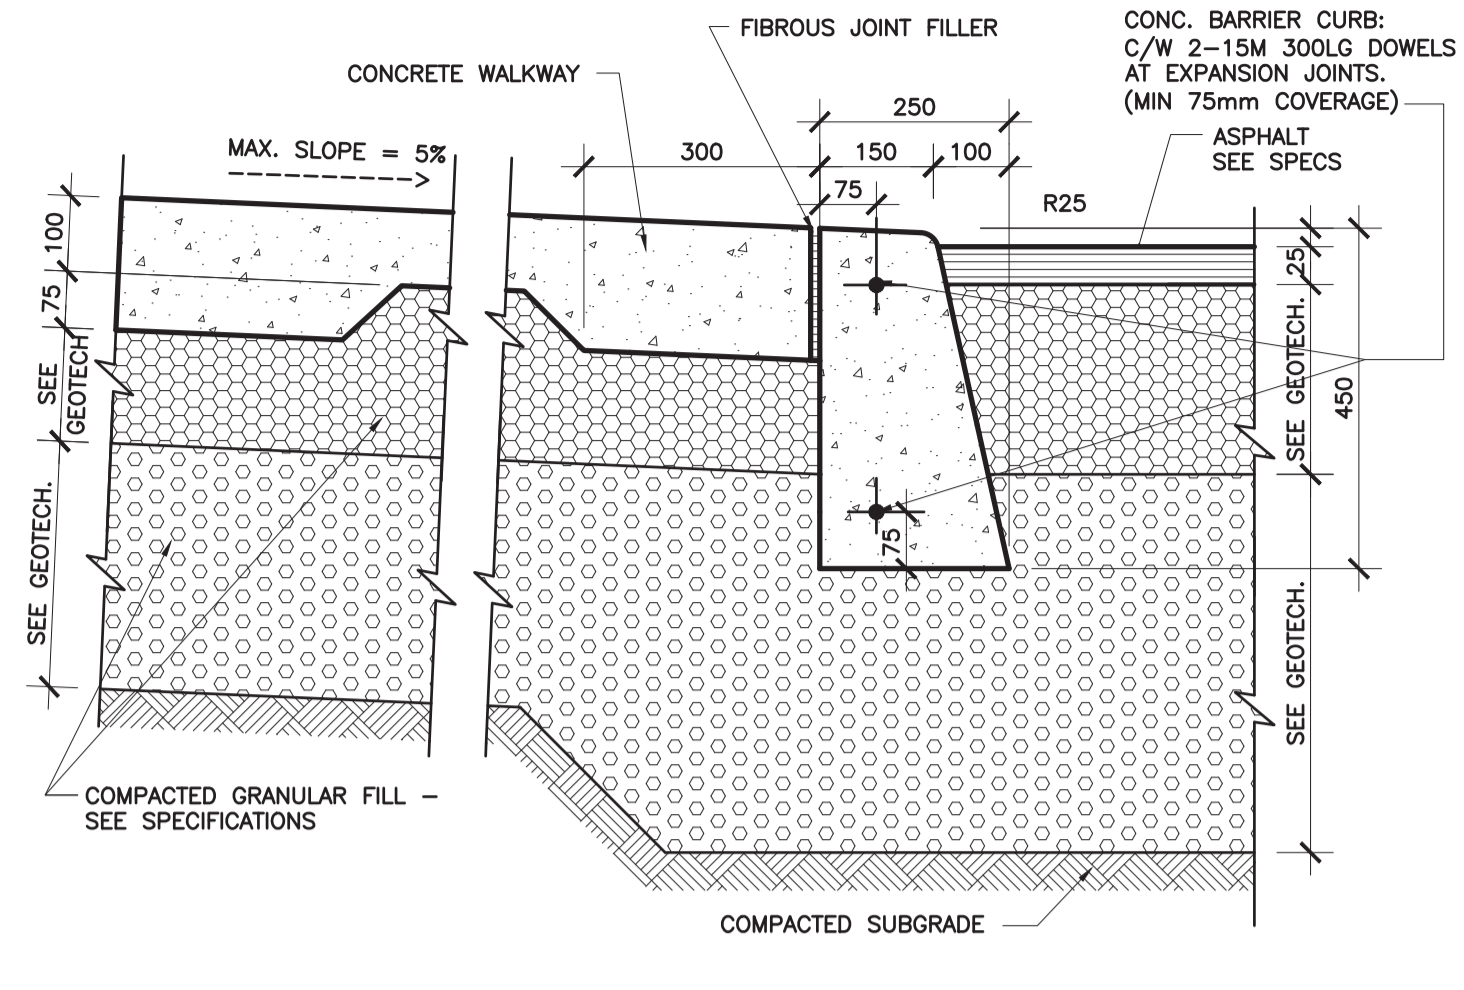 FIBROUS JOINT FILLER
CONC. BARRIER CURB:
C/W 2-15M 300LG DOWELS
AT EXPANSION JOINTS.
(MIN 75mm COVERAGE)
CONCRETE WALKWAY
250
ASPHALT
SEE SPECS
MAX. SLOPE = 5%
300
150
100
75
R25
100
75
SEE
GEOTECH
SEE GEOTECH.
25
SEE GEOTECH.
450
75
SEE GEOTECH.
COMPACTED GRANULAR FILL -
SEE SPECIFICATIONS
COMPACTED SUBGRADE